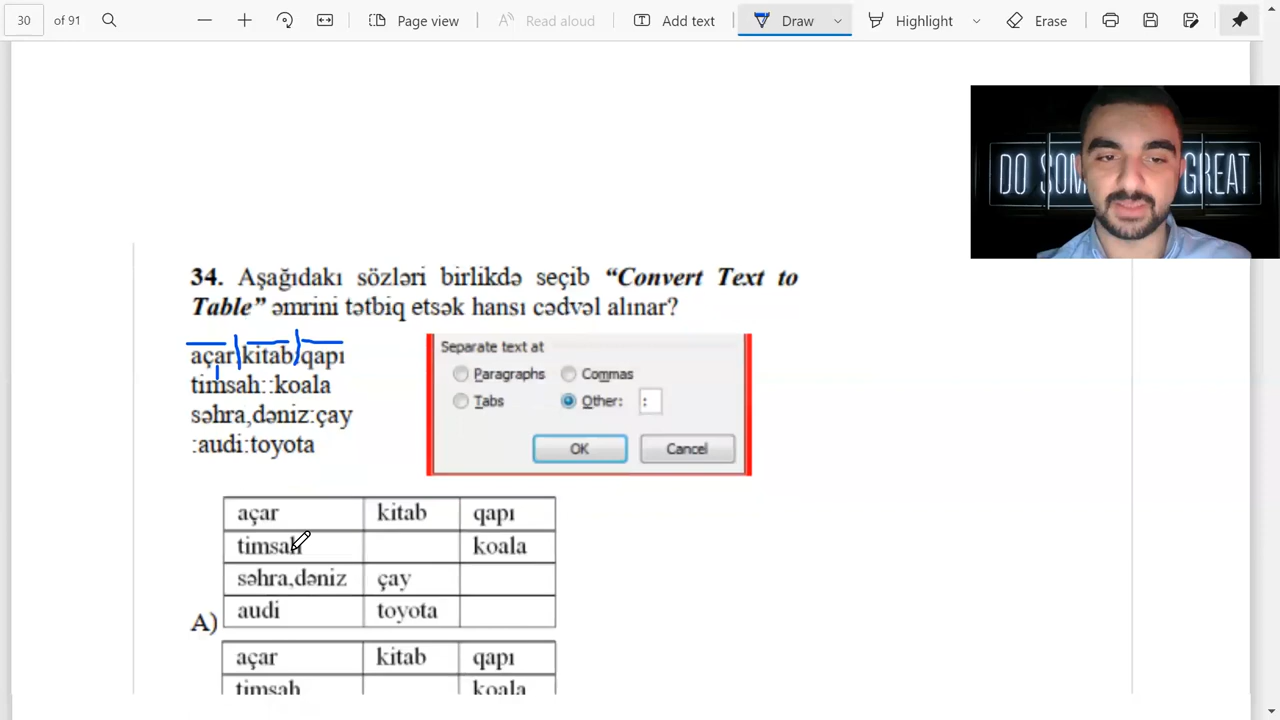 30 of 91 Page view Read aloud Add text Draw Highlight Erase
DO SOM GREAT
34. Aşağıdakı sözləri birlikdə seçib “Convert Text to
Table” əmrini tətbiq etsək hansı cədvəl alınar?
açar:kitab:qapı
timsah::koala
səhra,dəniz:çay
:audi:toyota
Separate text at
Paragraphs Commas
Tabs Other: :
OK Cancel
açar kitab qapı
timsah koala
səhra,dəniz çay
audi toyota
A)
açar kitab qapı
timsah koala